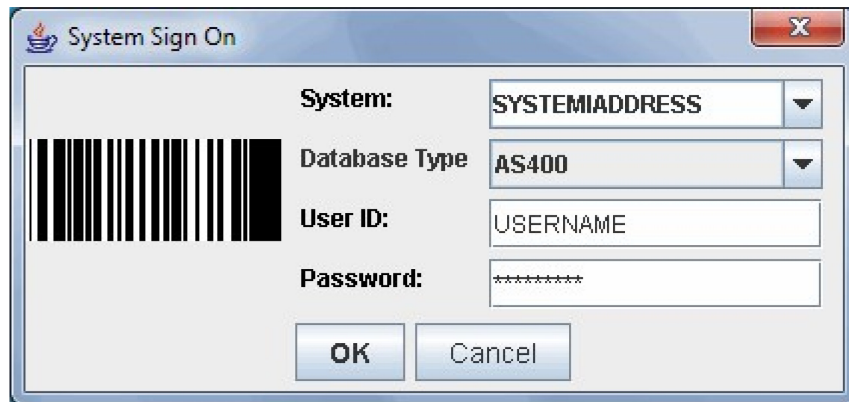 System Sign On
System: SYSTEMIADDRESS
Database Type AS400
User ID: USERNAME
Password: *********
OK Cancel